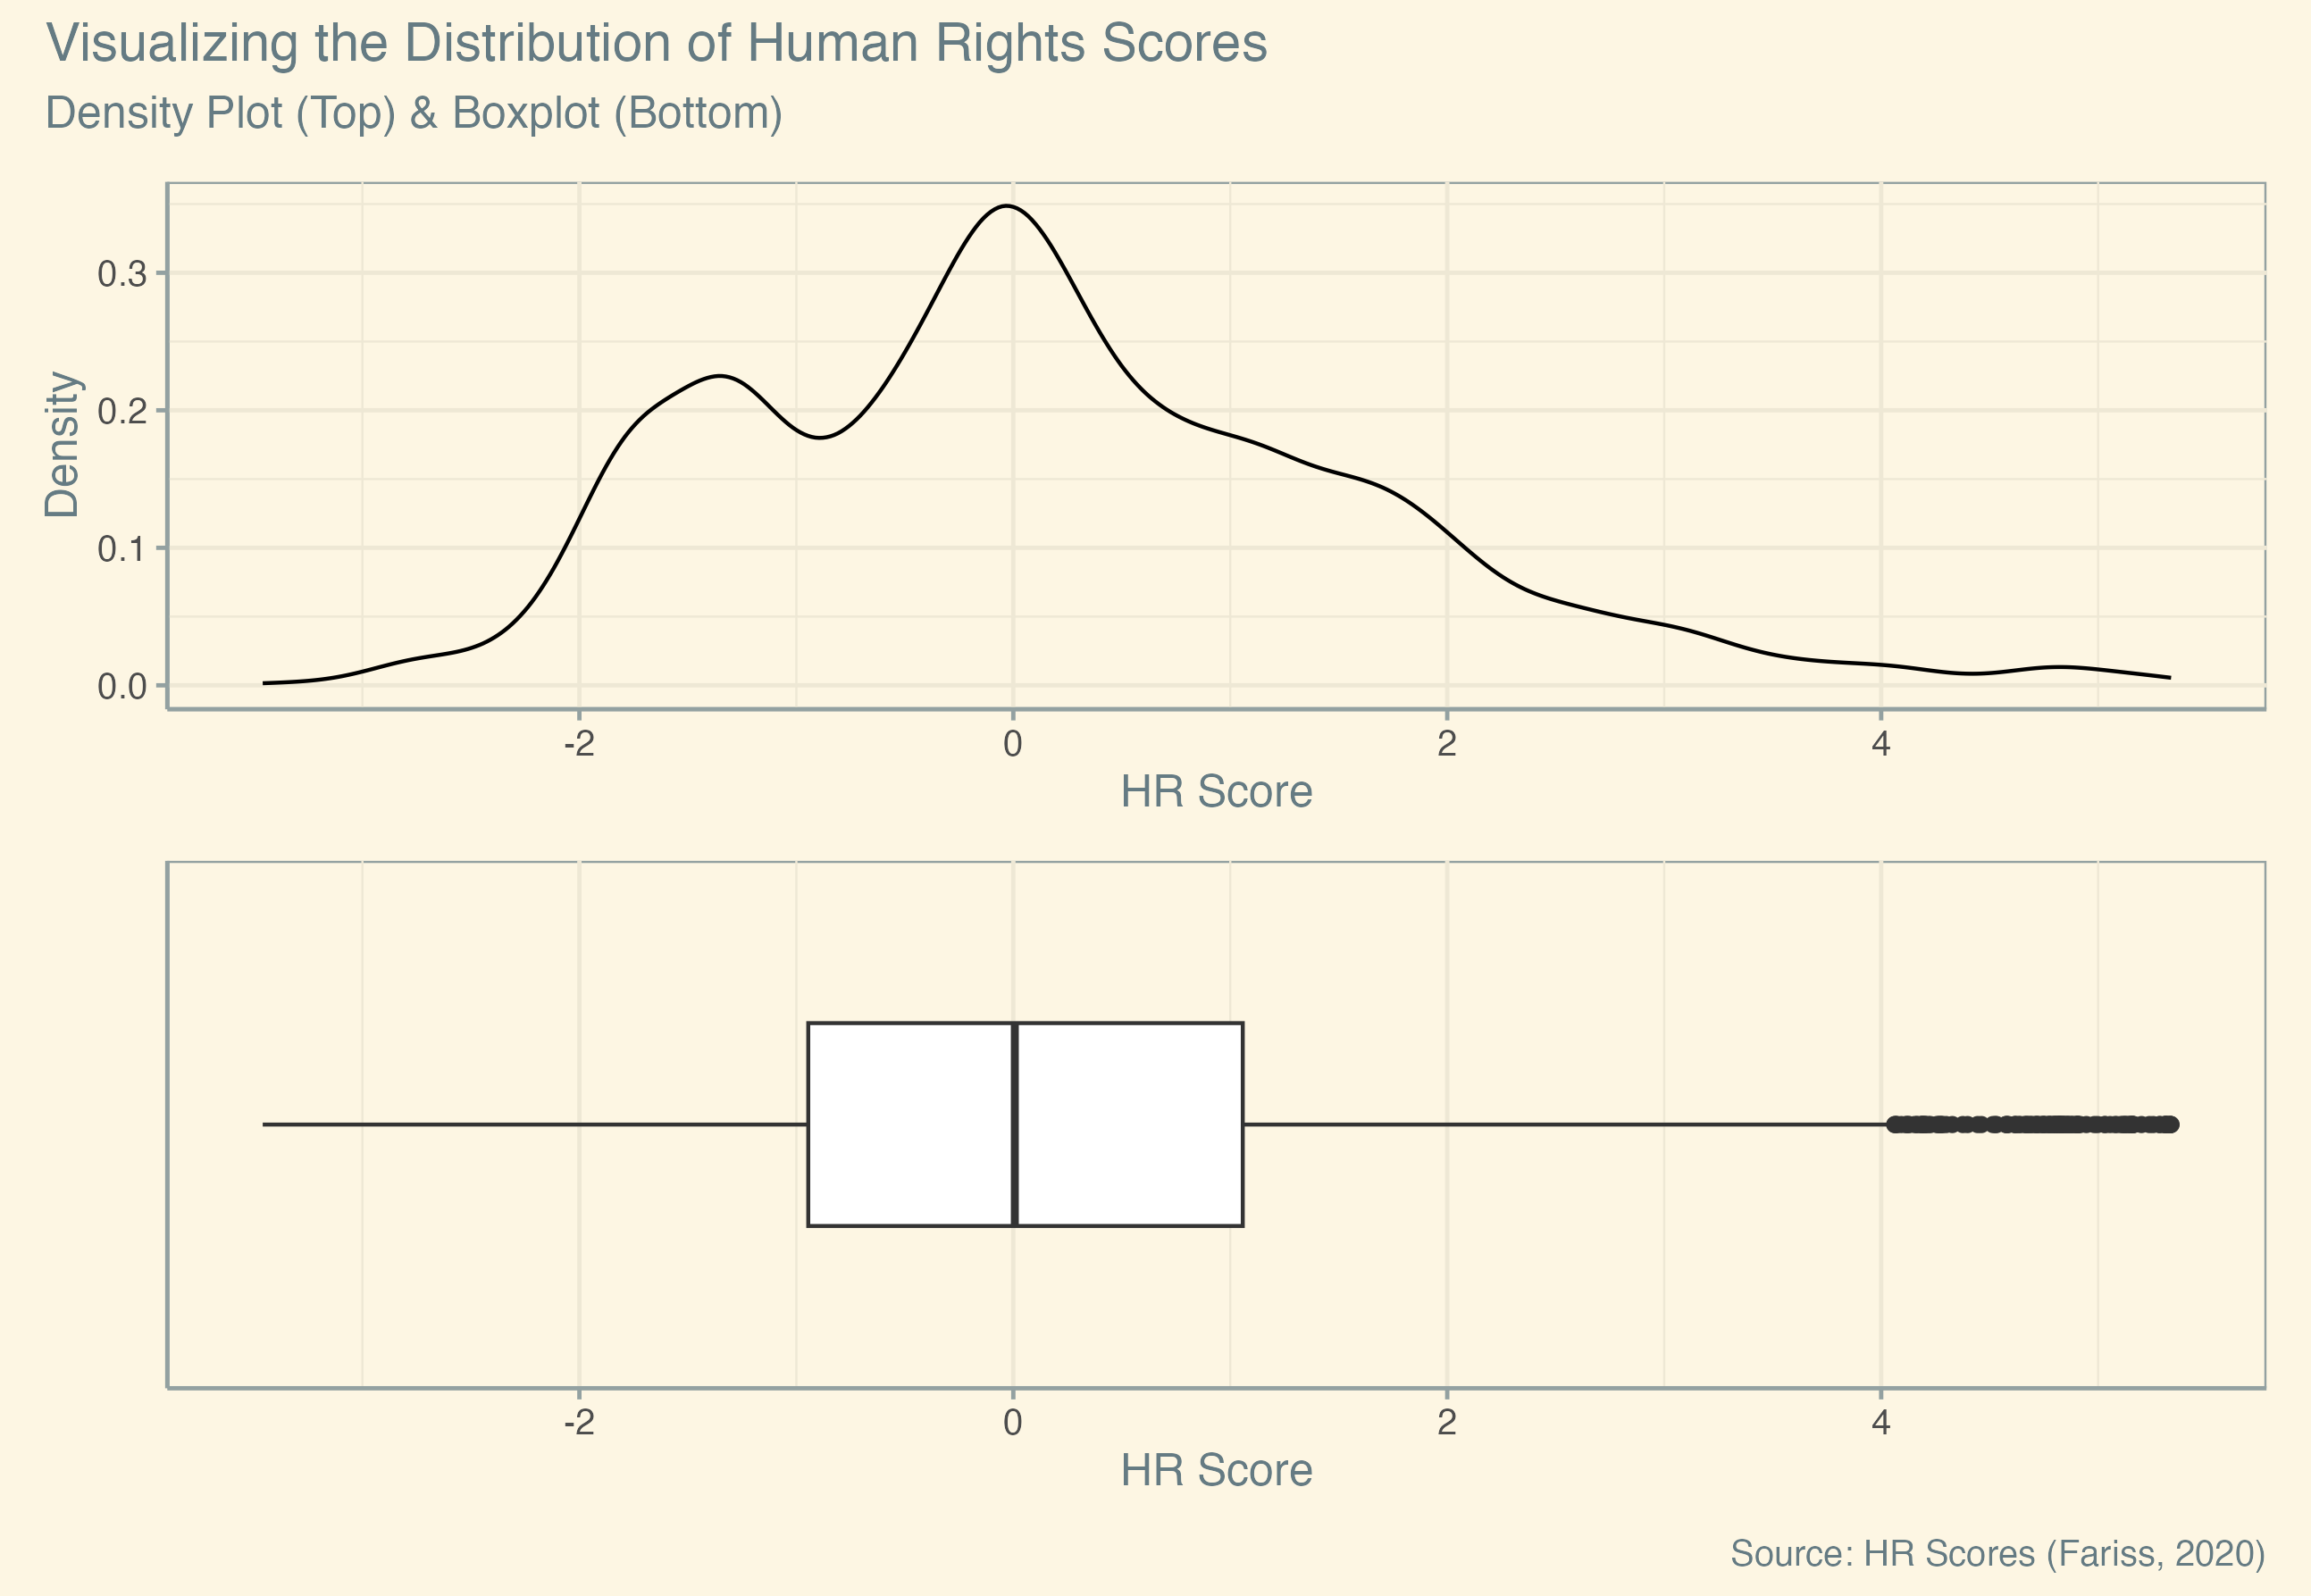 Visualizing the Distribution of Human Rights Scores
Density Plot (Top) & Boxplot (Bottom)
Density
0.3
0.2
0.1
0.0
-2 0 2 4
HR Score
-2 0 2 4
HR Score
Source: HR Scores (Fariss, 2020)